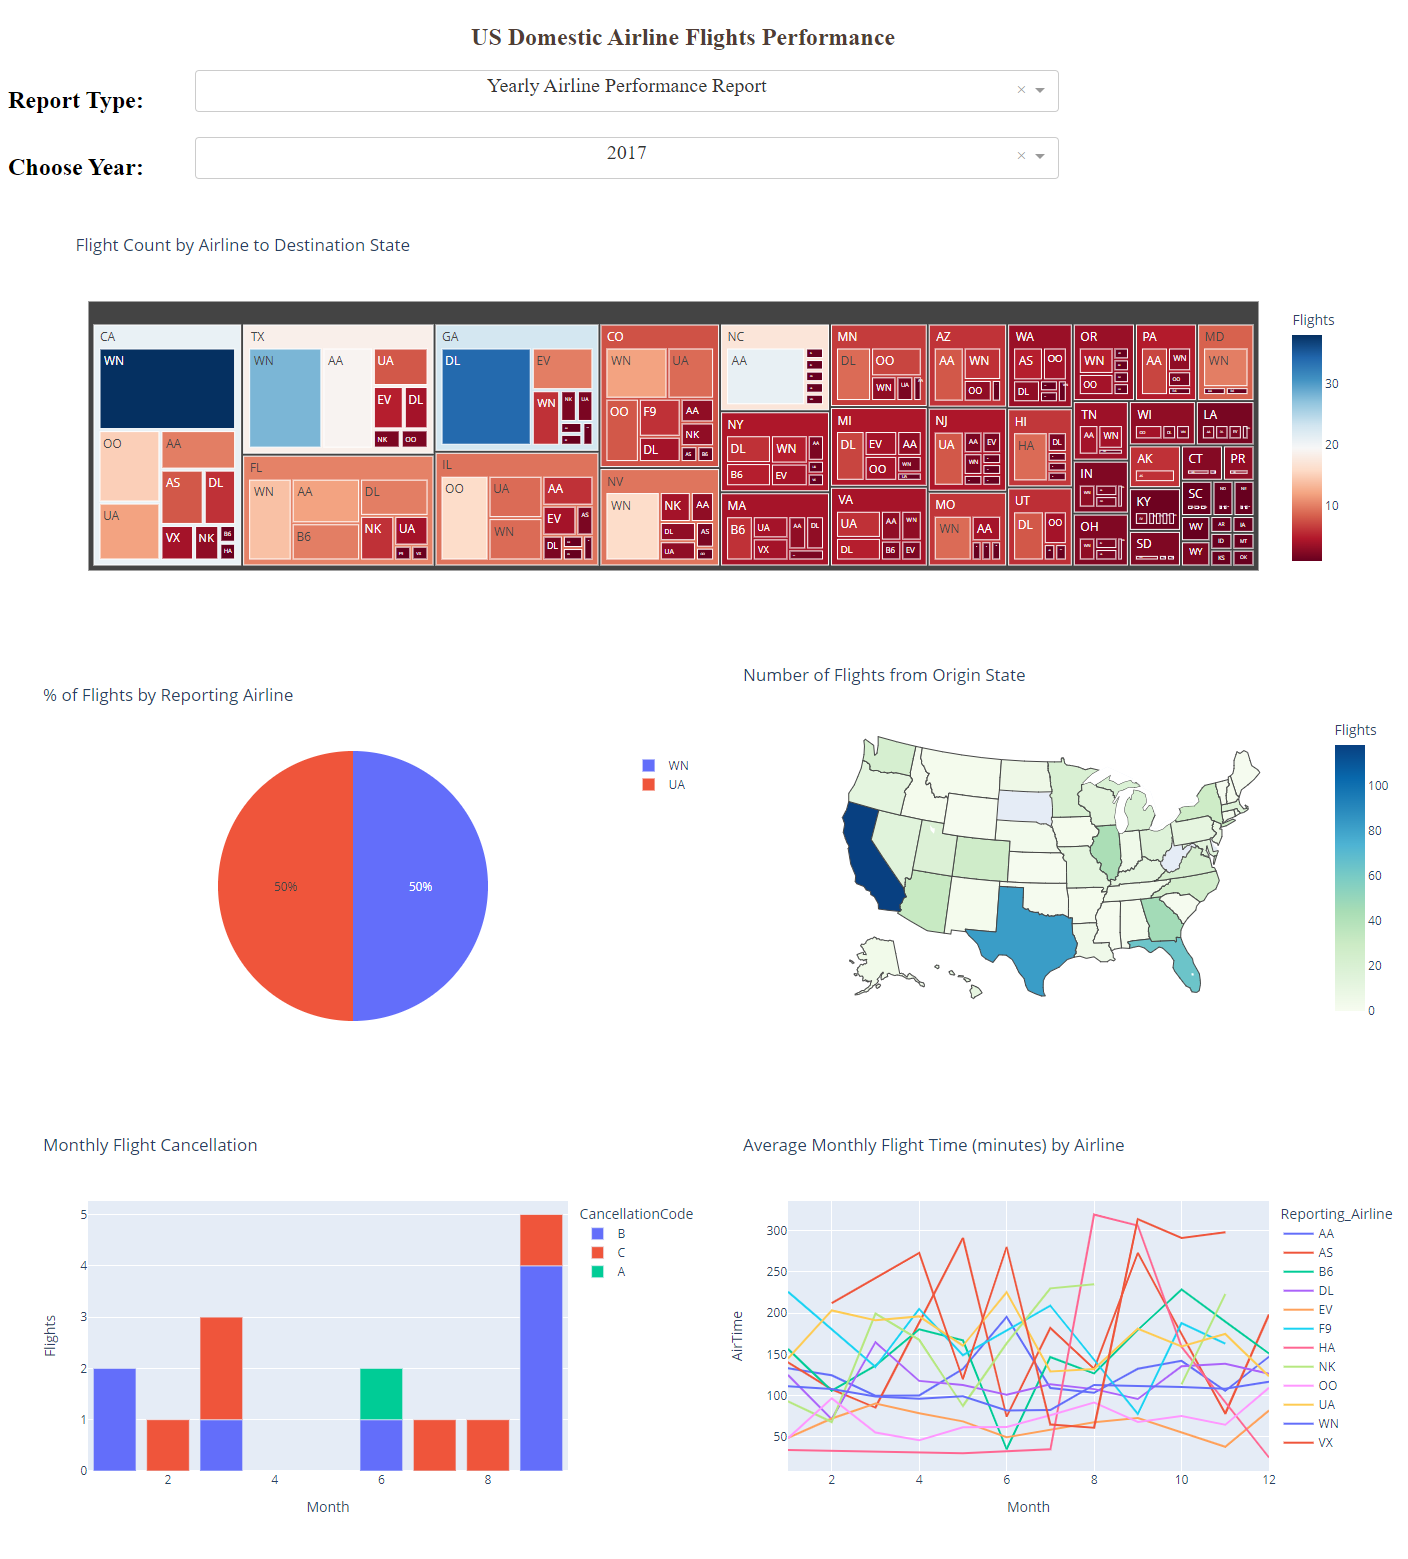 US Domestic Airline Flights Performance
Report Type:
Yearly Airline Performance Report
×
Choose Year:
2017
×
Flight Count by Airline to Destination State
CA
WN
OO
AA
AS
DL
UA
VX
NK
B6
HA
TX
WN
AA
UA
EV
DL
NK
OO
FL
WN
AA
DL
B6
NK
UA
GA
DL
EV
WN
NK
UA
IL
OO
UA
AA
WN
EV
AS
DL
CO
WN
UA
OO
F9
AA
NK
DL
AS
B6
NV
WN
NK
AA
DL
AS
UA
NC
AA
NY
DL
WN
AA
B6
EV
MA
B6
UA
AA
DL
VX
MN
DL
OO
WN
UA
MI
DL
EV
AA
OO
WN
VA
UA
AA
WN
DL
B6
EV
AZ
AA
WN
OO
NJ
UA
AA
EV
WN
MO
WN
AA
WA
AS
OO
DL
HI
HA
DL
UT
DL
OO
OR
WN
OO
TN
AA
WN
IN
OH
PA
AA
WN
OO
WI
AK
KY
SD
MD
WN
LA
CT
PR
SC
WV
WY
AR
IA
ID
MT
KS
OK
Flights
30
20
10
% of Flights by Reporting Airline
50%
50%
WN
UA
Number of Flights from Origin State
Flights
100
80
60
40
20
0
Monthly Flight Cancellation
Flights
5
4
3
2
1
0
2
4
6
8
Month
CancellationCode
B
C
A
Average Monthly Flight Time (minutes) by Airline
AirTime
300
250
200
150
100
50
2
4
6
8
10
12
Month
Reporting_Airline
AA
AS
B6
DL
EV
F9
HA
NK
OO
UA
WN
VX